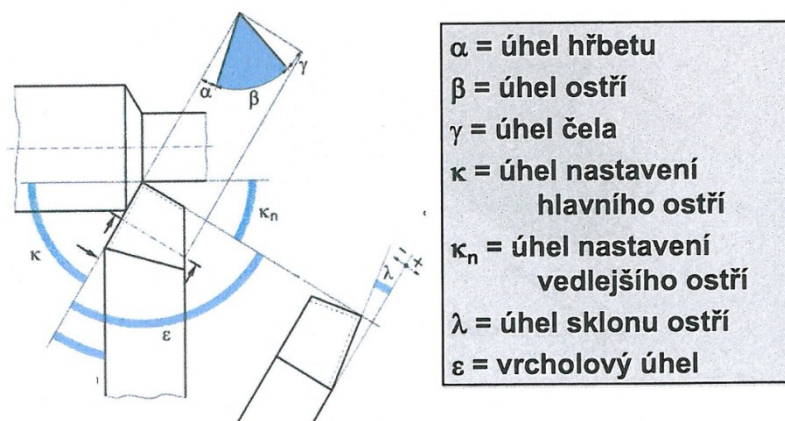 α
β
γ
κ
κn
ε
λ
- +
α = úhel hřbetu
β = úhel ostří
γ = úhel čela
κ = úhel nastavení
hlavního ostří
κn = úhel nastavení
vedlejšího ostří
λ = úhel sklonu ostří
ε = vrcholový úhel